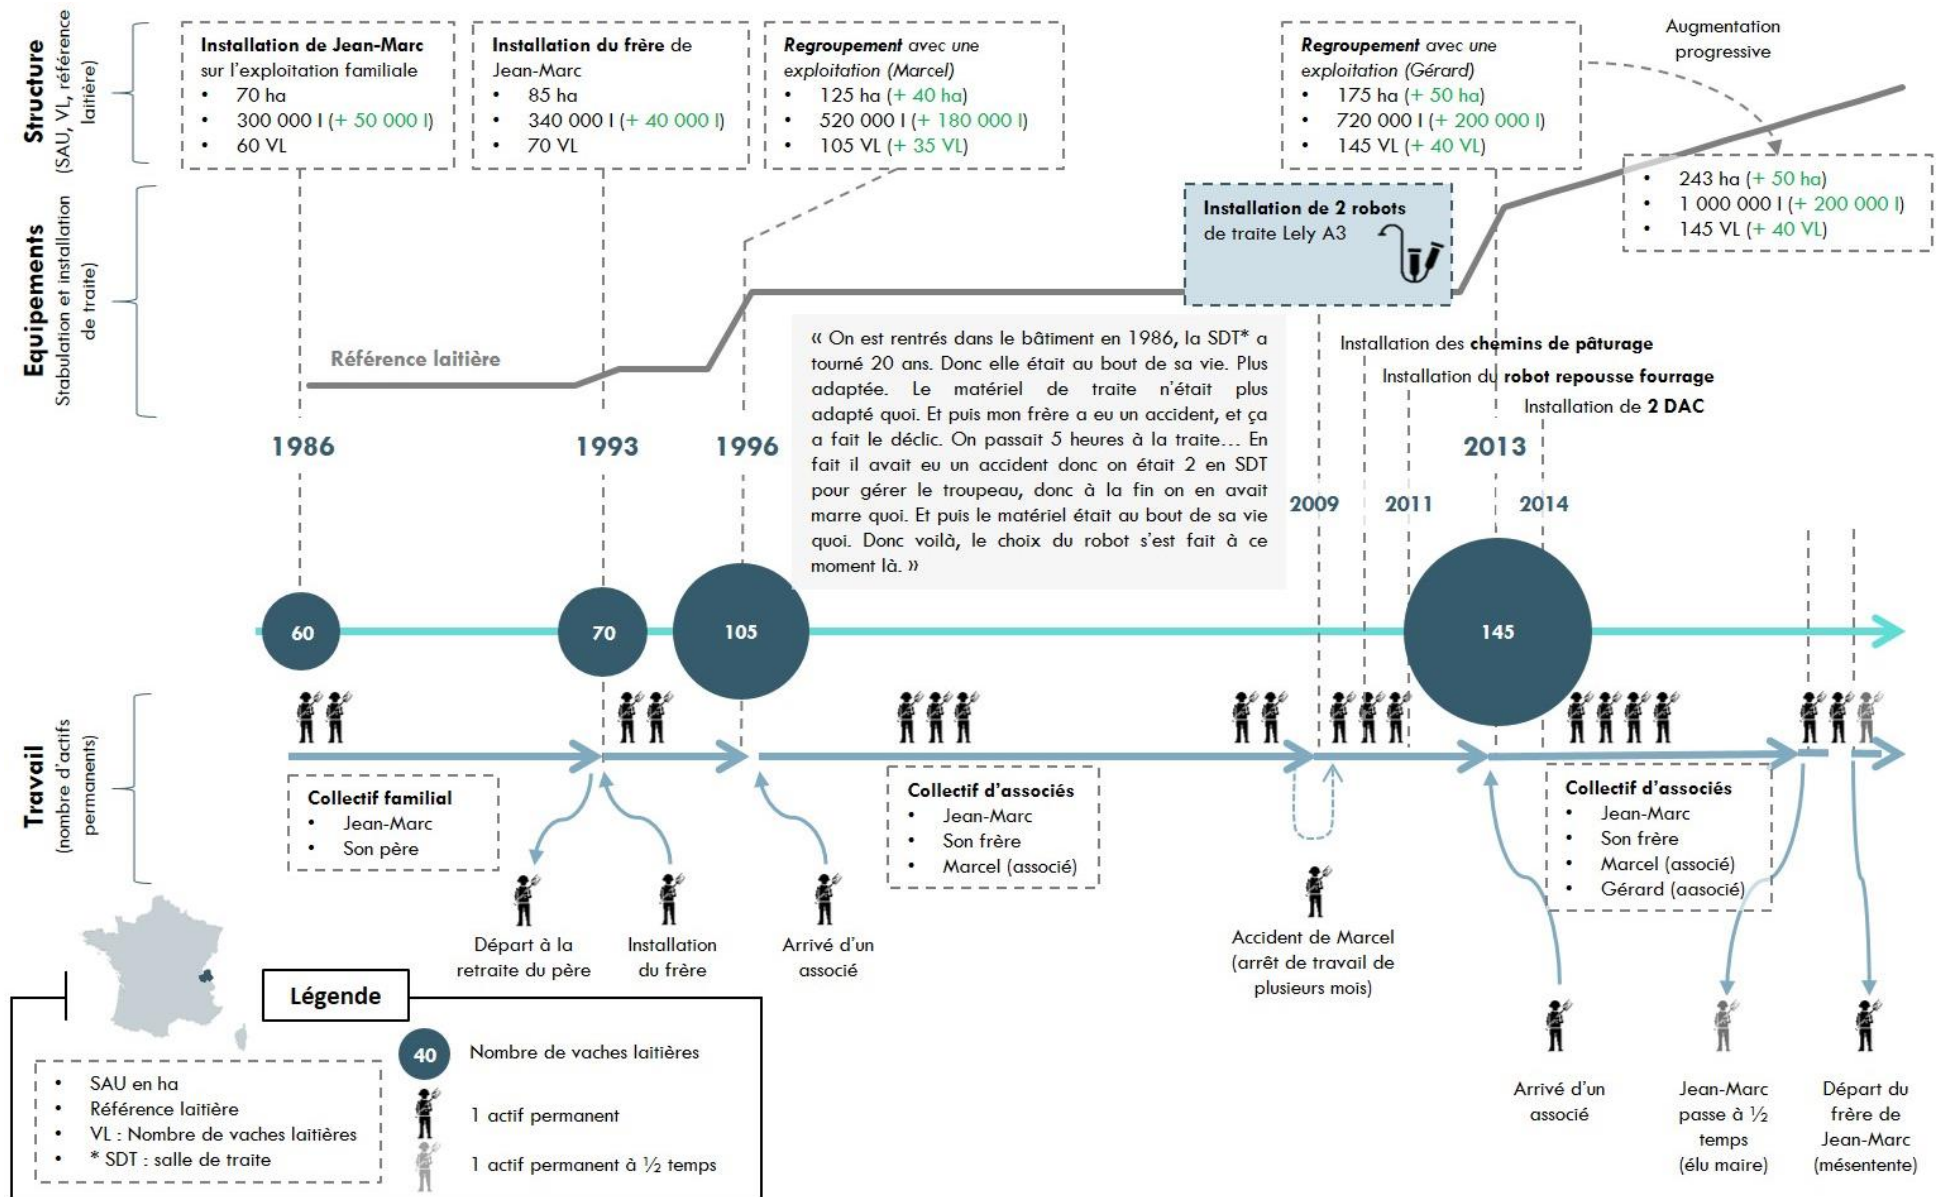 Structure
(SAU, VL, référence
laitière)
Installation de Jean-Marc
sur l'exploitation familiale
• 70 ha
• 300 000 l (+ 50 000 l)
• 60 VL
Installation du frère de
Jean-Marc
• 85 ha
• 340 000 l (+ 40 000 l)
• 70 VL
Regroupement avec une
exploitation (Marcel)
• 125 ha (+ 40 ha)
• 520 000 l (+ 180 000 l)
• 105 VL (+ 35 VL)
Regroupement avec une
exploitation (Gérard)
• 175 ha (+ 50 ha)
• 720 000 l (+ 200 000 l)
• 145 VL (+ 40 VL)
Augmentation
progressive
• 243 ha (+ 50 ha)
• 1 000 000 l (+ 200 000 l)
• 145 VL (+ 40 VL)
Equipements
Stabulation et installation
de traite)
Installation de 2 robots
de traite Lely A3
Référence laitière
« On est rentrés dans le bâtiment en 1986, la SDT* a
tourné 20 ans. Donc elle était au bout de sa vie. Plus
adaptée. Le matériel de traite n'était plus
adapté quoi. Et puis mon frère a eu un accident, et ça
a fait le déclic. On passait 5 heures à la traite… En
fait il avait eu un accident donc on était 2 en SDT
pour gérer le troupeau, donc à la fin on en avait
marre quoi. Et puis le matériel était au bout de sa vie
quoi. Donc voilà, le choix du robot s'est fait à ce
moment là. »
Installation des chemins de pâturage
Installation du robot repousse fourrage
Installation de 2 DAC
1986
1993
1996
2009
2011
2013
2014
60
70
105
145
Travail
(nombre d'actifs
permanents)
Collectif familial
• Jean-Marc
• Son père
Collectif d'associés
• Jean-Marc
• Son frère
• Marcel (associé)
Collectif d'associés
• Jean-Marc
• Son frère
• Marcel (associé)
• Gérard (aasocié)
Départ à la
retraite du père
Installation
du frère
Arrivé d'un
associé
Accident de Marcel
(arrêt de travail de
plusieurs mois)
Arrivé d'un
associé
Jean-Marc
passe à ½
temps
(élu maire)
Départ du
frère de
Jean-Marc
(mésentente)
Légende
• SAU en ha
• Référence laitière
• VL : Nombre de vaches laitières
• * SDT : salle de traite
40
Nombre de vaches laitières
1 actif permanent
1 actif permanent à ½ temps